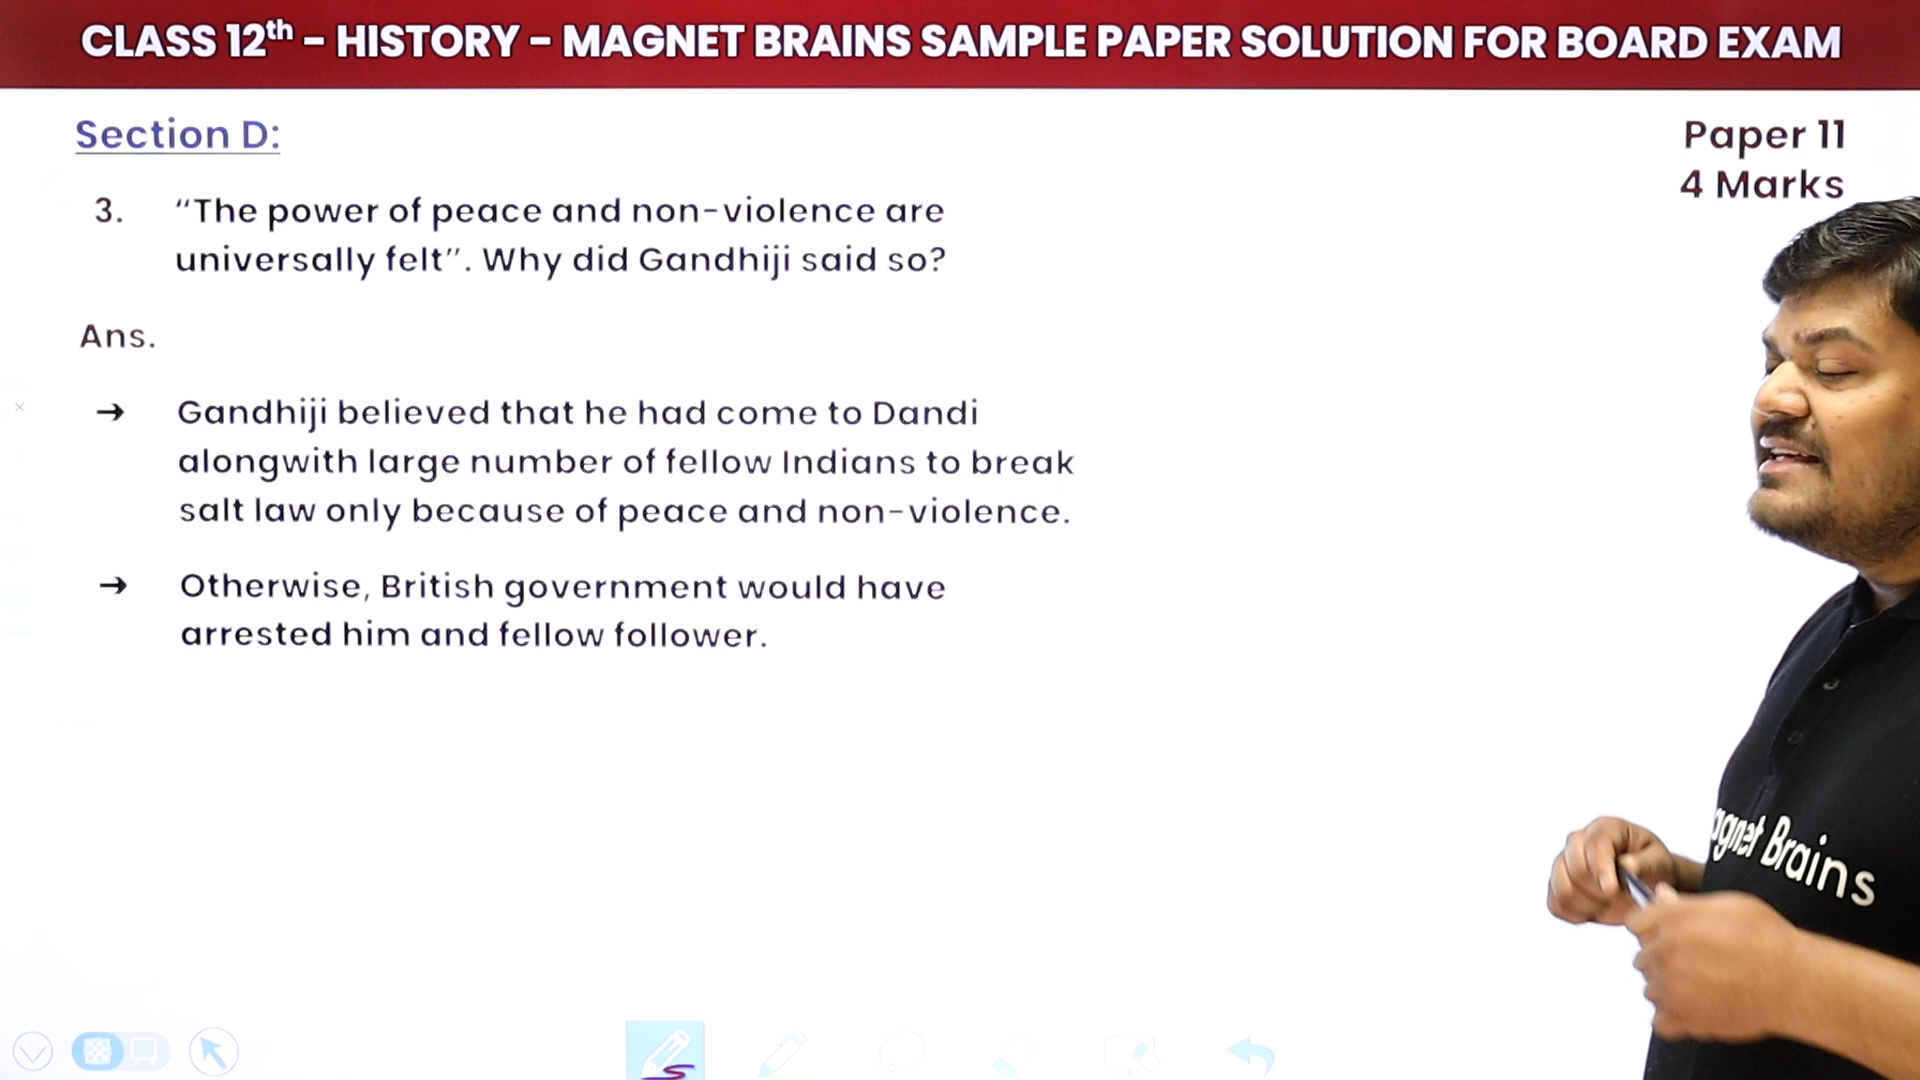 CLASS 12th - HISTORY - MAGNET BRAINS SAMPLE PAPER SOLUTION FOR BOARD EXAM
Section D:
Paper 11
4 Marks
3. “The power of peace and non-violence are
universally felt”. Why did Gandhiji said so?
Ans.
→ Gandhiji believed that he had come to Dandi
alongwith large number of fellow Indians to break
salt law only because of peace and non-violence.
→ Otherwise, British government would have
arrested him and fellow follower.
agnet Brains